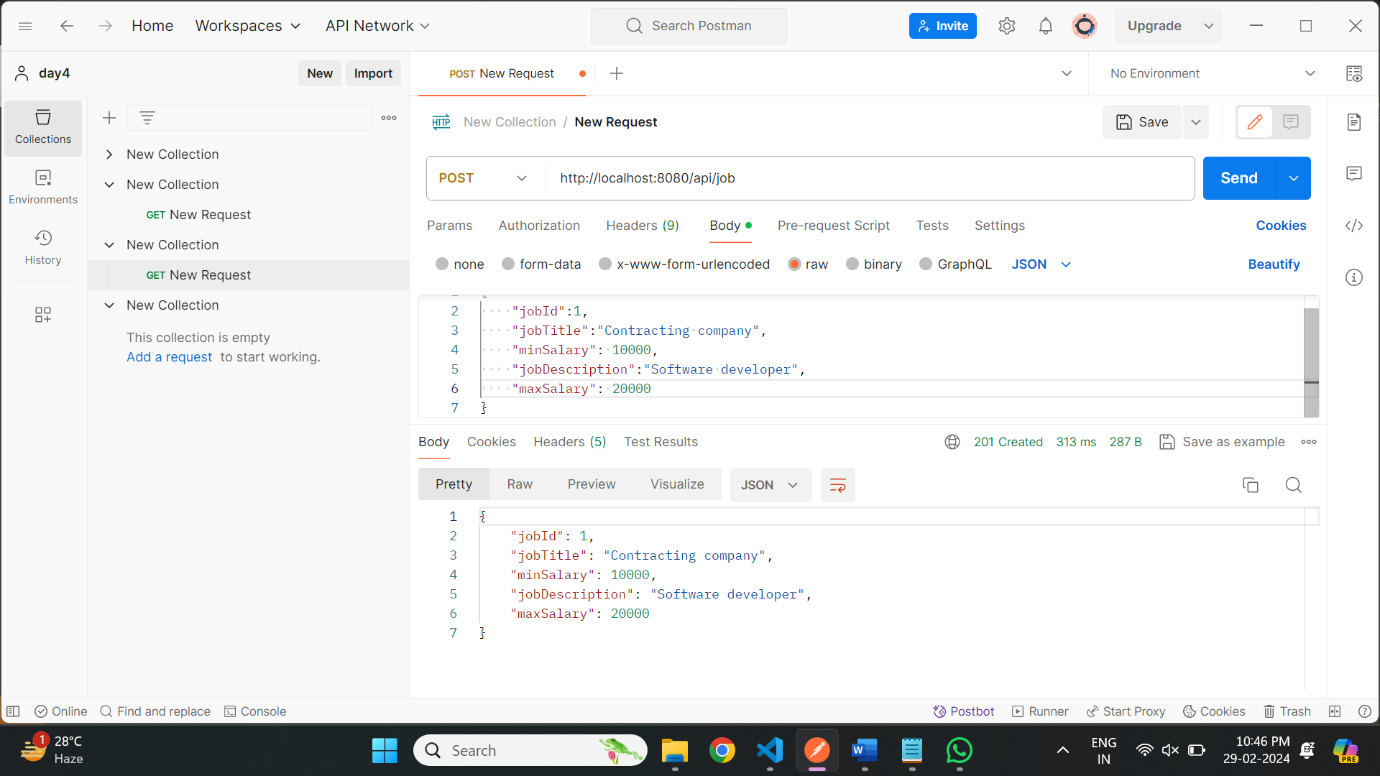 Home Workspaces API Network Search Postman Invite Upgrade
day4 New Import POST New Request No Environment
HTTP New Collection / New Request Save
Collections
Environments
History
New Collection
New Collection
GET New Request
New Collection
GET New Request
New Collection
This collection is empty
Add a request to start working.
POST http://localhost:8080/api/job Send
Params Authorization Headers (9) Body Pre-request Script Tests Settings Cookies
none form-data x-www-form-urlencoded raw binary GraphQL JSON Beautify
2 "jobId":1,
3 "jobTitle":"Contracting company",
4 "minSalary": 10000,
5 "jobDescription":"Software developer",
6 "maxSalary": 20000
7 }
Body Cookies Headers (5) Test Results 201 Created 313 ms 287 B Save as example
Pretty Raw Preview Visualize JSON
1 {
2 "jobId": 1,
3 "jobTitle": "Contracting company",
4 "minSalary": 10000,
5 "jobDescription": "Software developer",
6 "maxSalary": 20000
7 }
Online Find and replace Console Postbot Runner Start Proxy Cookies Trash
1 28°C
Haze
Search
ENG
IN
10:46 PM
29-02-2024
PRE